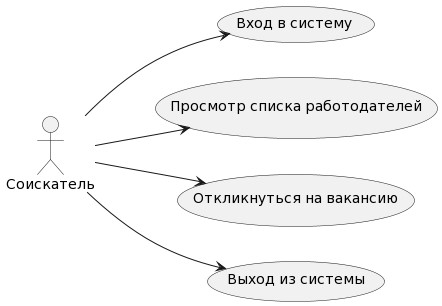 Вход в систему
Просмотр списка работодателей
Соискатель
Откликнуться на вакансию
Выход из системы